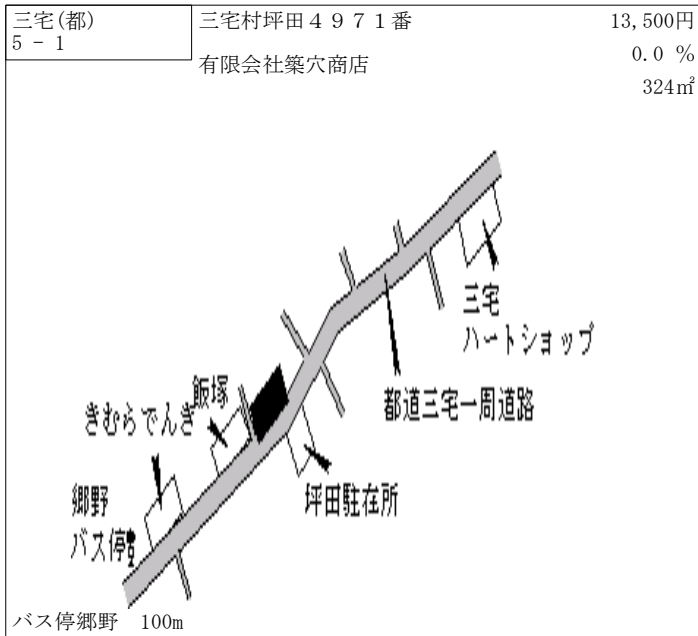 三宅(都)
5 - 1
三宅村坪田４９７１番
有限会社築穴商店
13,500円
0.0 %
324㎡
三宅
ハートショップ
都道三宅一周道路
飯塚
きむらでんき
坪田駐在所
郷野
バス停
バス停郷野 100m